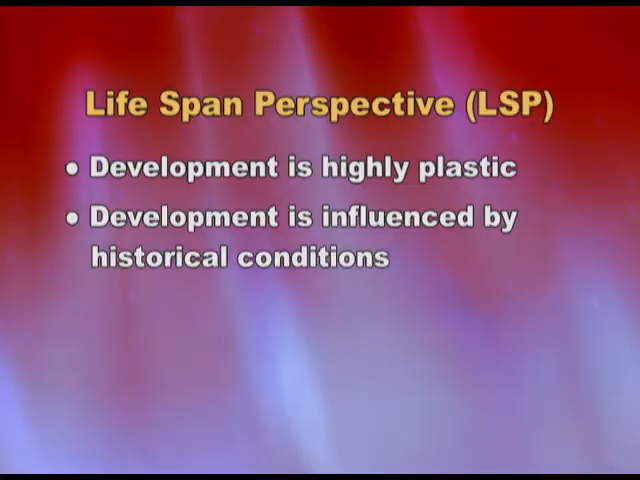 Life Span Perspective (LSP)
• Development is highly plastic
• Development is influenced by
historical conditions